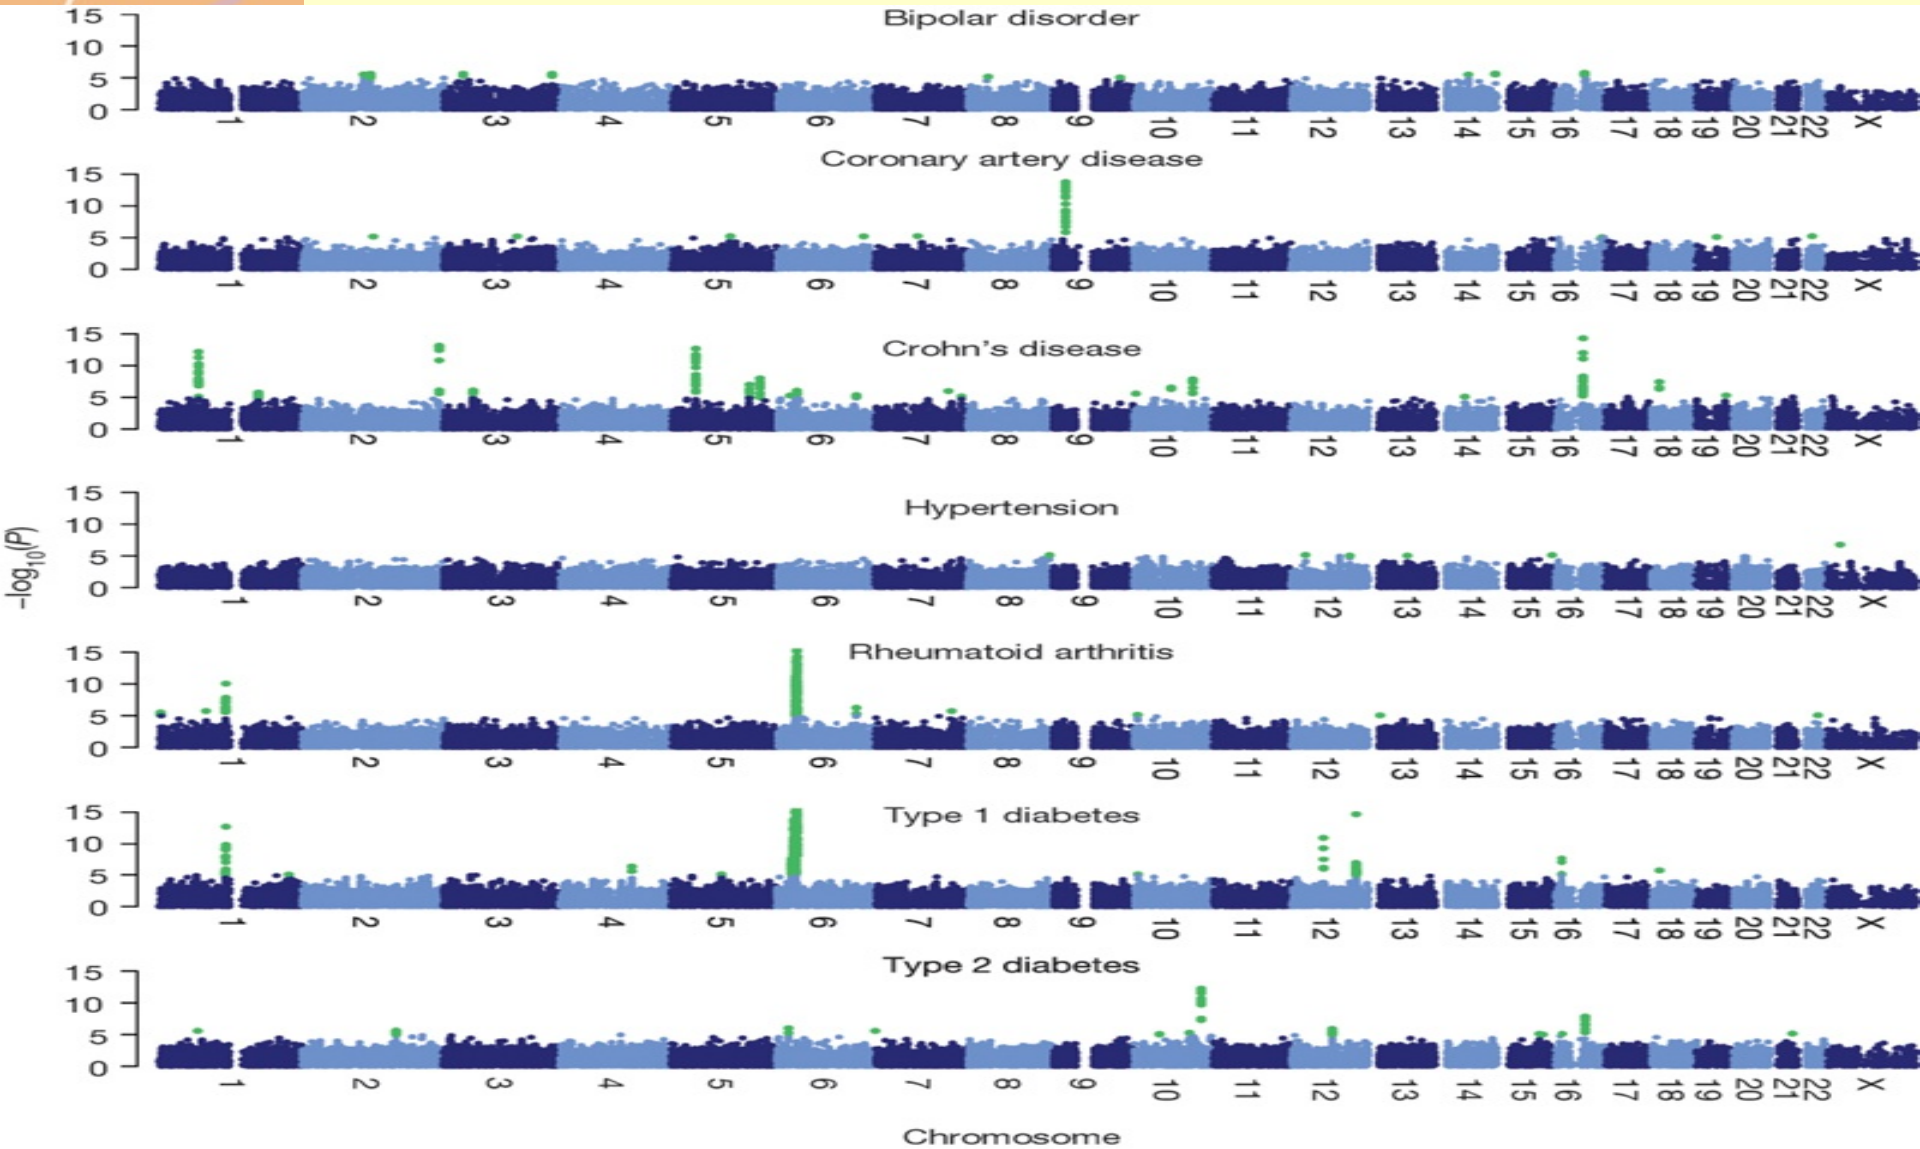 Bipolar disorder
15
10
5
0
1 2 3 4 5 6 7 8 9 10 11 12 13 14 15 16 17 18 19 20 21 22 X
Coronary artery disease
15
10
5
0
1 2 3 4 5 6 7 8 9 10 11 12 13 14 15 16 17 18 19 20 21 22 X
Crohn's disease
15
10
5
0
1 2 3 4 5 6 7 8 9 10 11 12 13 14 15 16 17 18 19 20 21 22 X
Hypertension
15
10
5
0
−log10(P)
1 2 3 4 5 6 7 8 9 10 11 12 13 14 15 16 17 18 19 20 21 22 X
Rheumatoid arthritis
15
10
5
0
1 2 3 4 5 6 7 8 9 10 11 12 13 14 15 16 17 18 19 20 21 22 X
Type 1 diabetes
15
10
5
0
1 2 3 4 5 6 7 8 9 10 11 12 13 14 15 16 17 18 19 20 21 22 X
Type 2 diabetes
15
10
5
0
1 2 3 4 5 6 7 8 9 10 11 12 13 14 15 16 17 18 19 20 21 22 X
Chromosome